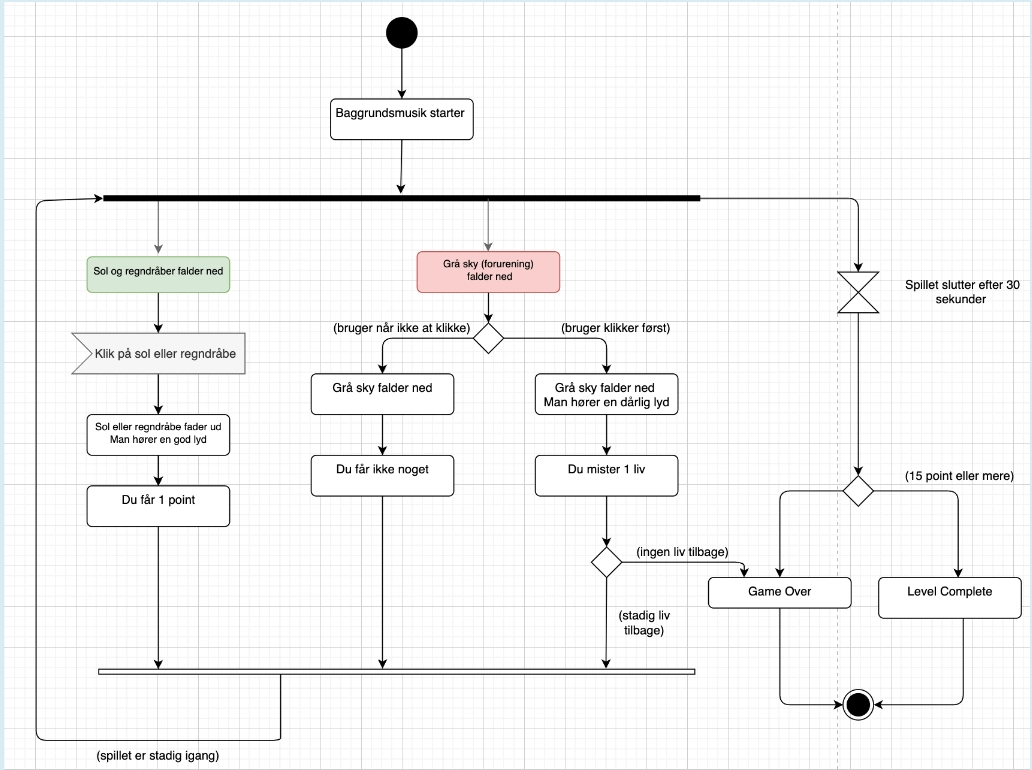 Baggrundsmusik starter
Sol og regndråber falder ned
Grå sky (forurening)
falder ned
Spillet slutter efter 30
sekunder
(bruger når ikke at klikke)
(bruger klikker først)
Klik på sol eller regndråbe
Grå sky falder ned
Grå sky falder ned
Man hører en dårlig lyd
Sol eller regndråbe fader ud
Man hører en god lyd
Du får ikke noget
Du mister 1 liv
(15 point eller mere)
Du får 1 point
(ingen liv tilbage)
Game Over
Level Complete
(stadig liv
tilbage)
(spillet er stadig igang)